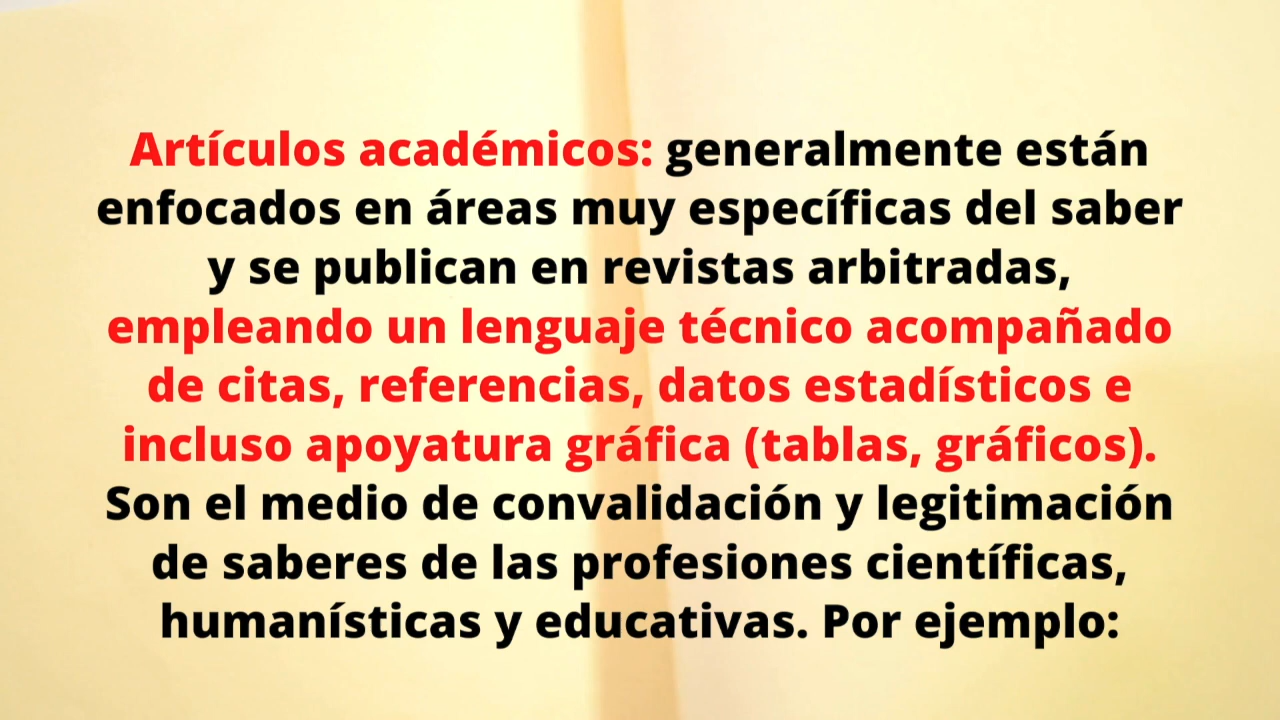 Artículos académicos: generalmente están
enfocados en áreas muy específicas del saber
y se publican en revistas arbitradas,
empleando un lenguaje técnico acompañado
de citas, referencias, datos estadísticos e
incluso apoyatura gráfica (tablas, gráficos).
Son el medio de convalidación y legitimación
de saberes de las profesiones científicas,
humanísticas y educativas. Por ejemplo: